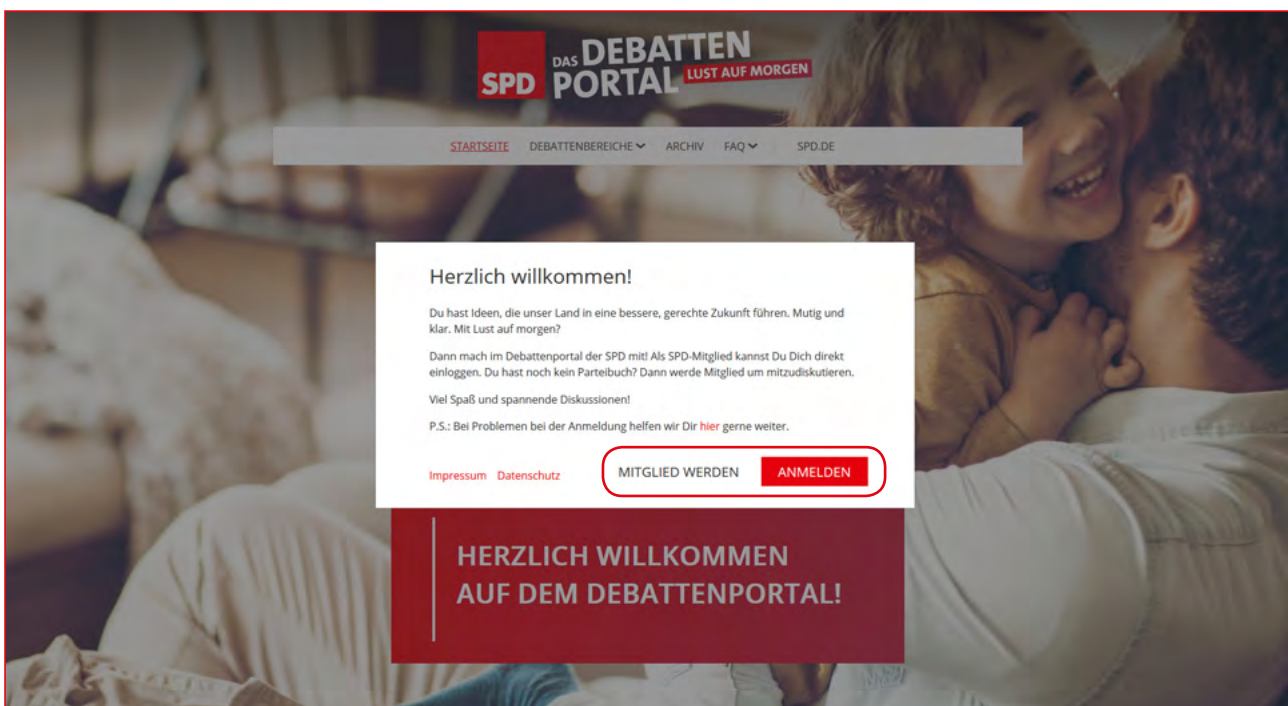 SPD
DAS DEBATTEN
PORTAL LUST AUF MORGEN
STARTSEITE DEBATTENBEREICHE ARCHIV FAQ SPD.DE
Herzlich willkommen!
Du hast Ideen, die unser Land in eine bessere, gerechte Zukunft führen. Mutig und
klar. Mit Lust auf morgen?
Dann mach im Debattenportal der SPD mit! Als SPD-Mitglied kannst Du Dich direkt
einloggen. Du hast noch kein Parteibuch? Dann werde Mitglied um mitzudiskutieren.
Viel Spaß und spannende Diskussionen!
P.S.: Bei Problemen bei der Anmeldung helfen wir Dir hier gerne weiter.
Impressum Datenschutz MITGLIED WERDEN ANMELDEN
HERZLICH WILLKOMMEN
AUF DEM DEBATTENPORTAL!